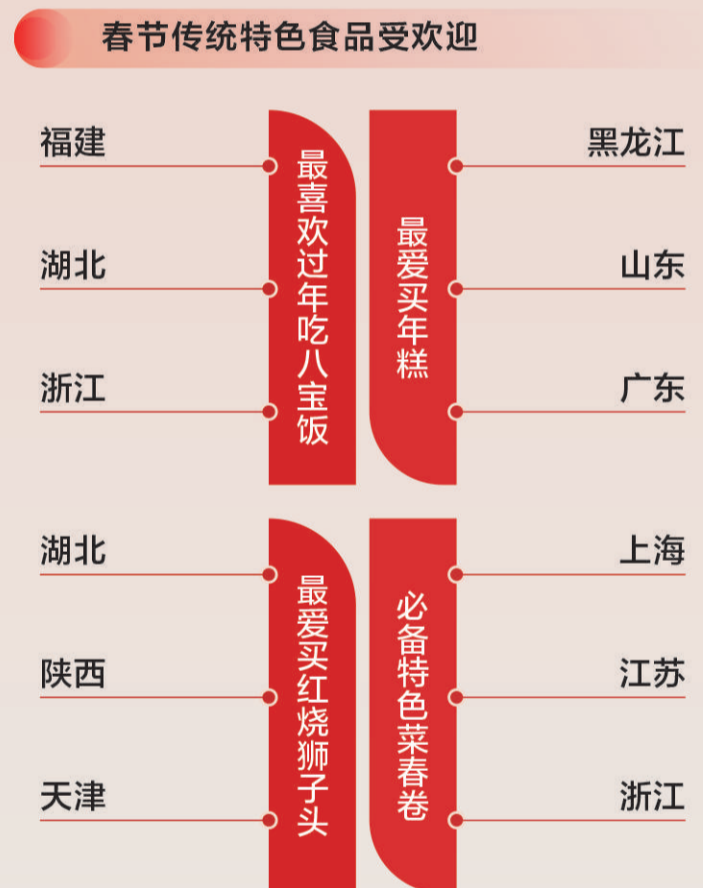 春节传统特色食品受欢迎
福建
湖北
浙江
最喜欢过年吃八宝饭
最爱买年糕
黑龙江
山东
广东
湖北
陕西
天津
最爱买红烧狮子头
必备特色菜春卷
上海
江苏
浙江